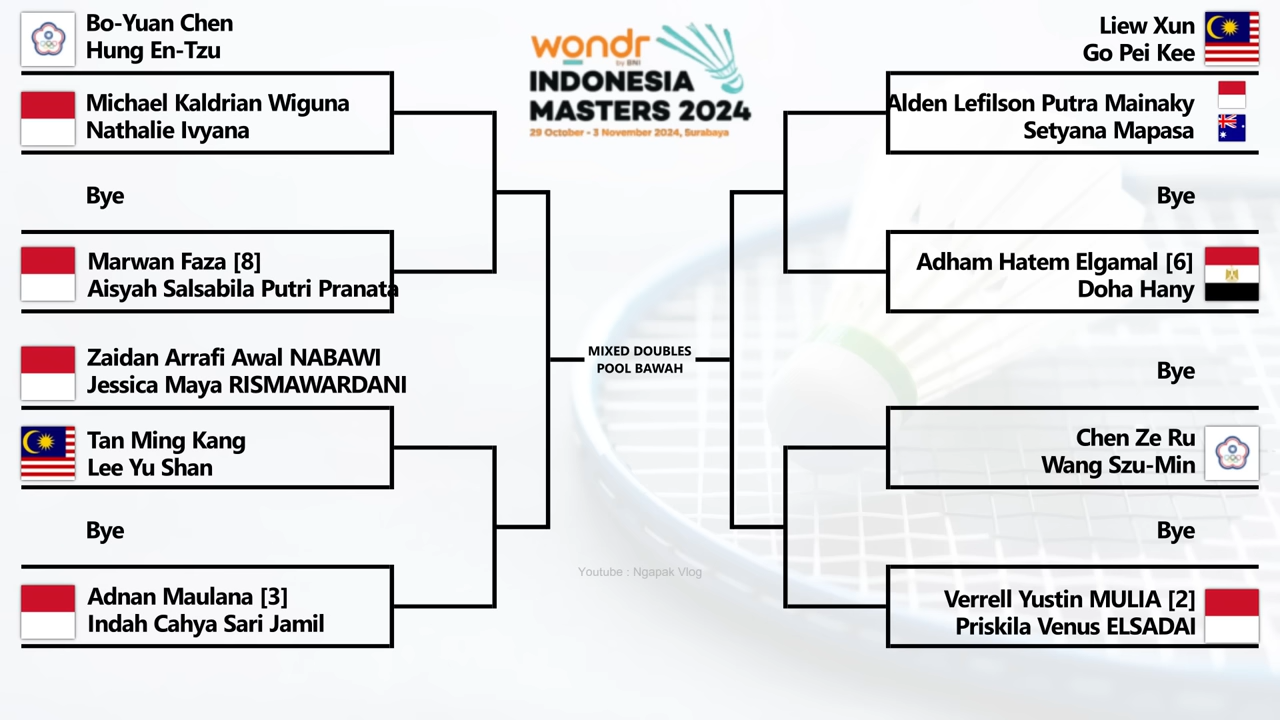 Bo-Yuan Chen
Hung En-Tzu
Michael Kaldrian Wiguna
Nathalie Ivyana
Bye
Marwan Faza [8]
Aisyah Salsabila Putri Pranata
Zaidan Arrafi Awal NABAWI
Jessica Maya RISMAWARDANI
Tan Ming Kang
Lee Yu Shan
Bye
Adnan Maulana [3]
Indah Cahya Sari Jamil
wondr
by BNI
INDONESIA
MASTERS 2024
29 October - 3 November 2024, Surabaya
MIXED DOUBLES
POOL BAWAH
Youtube : Ngapak Vlog
Liew Xun
Go Pei Kee
Alden Lefilson Putra Mainaky
Setyana Mapasa
Bye
Adham Hatem Elgamal [6]
Doha Hany
Bye
Chen Ze Ru
Wang Szu-Min
Bye
Verrell Yustin MULIA [2]
Priskila Venus ELSADAI